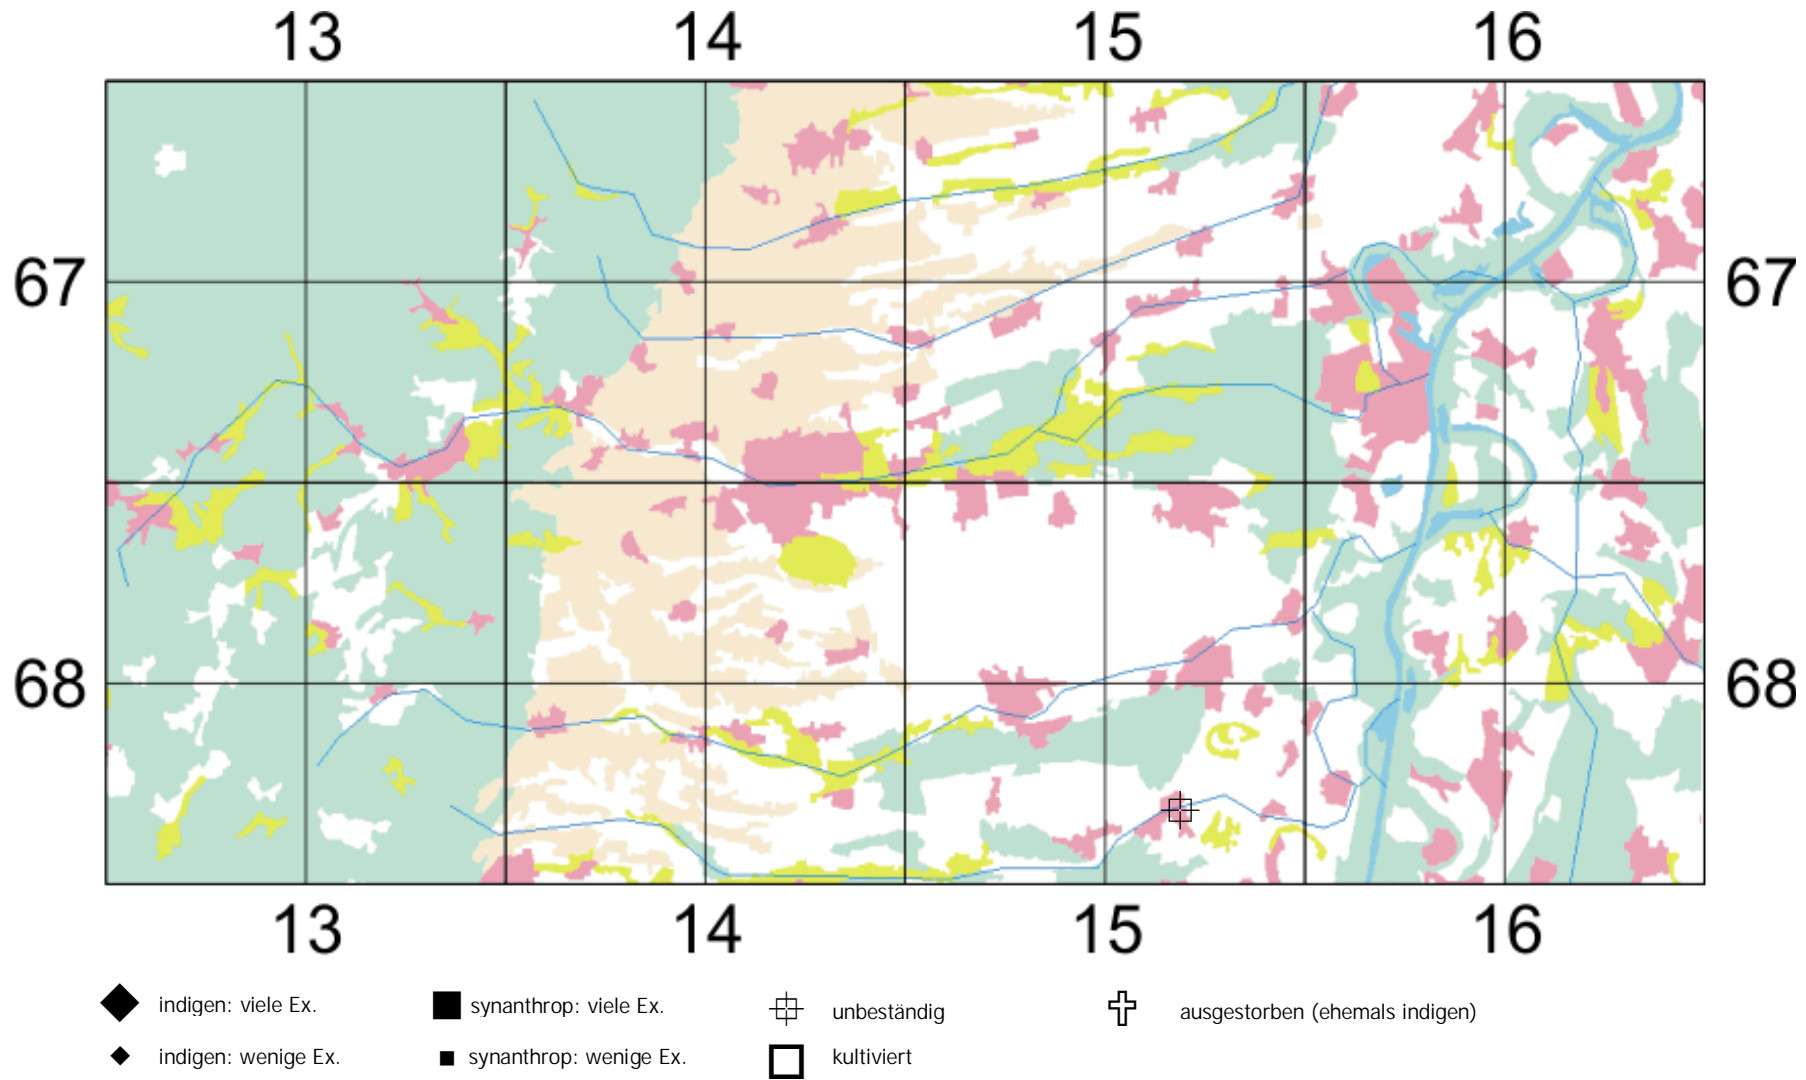 13 14 15 16
67 67
68 68
13 14 15 16
indigen: viele Ex. synanthrop: viele Ex. unbeständig ausgestorben (ehemals indigen)
indigen: wenige Ex. synanthrop: wenige Ex. kultiviert